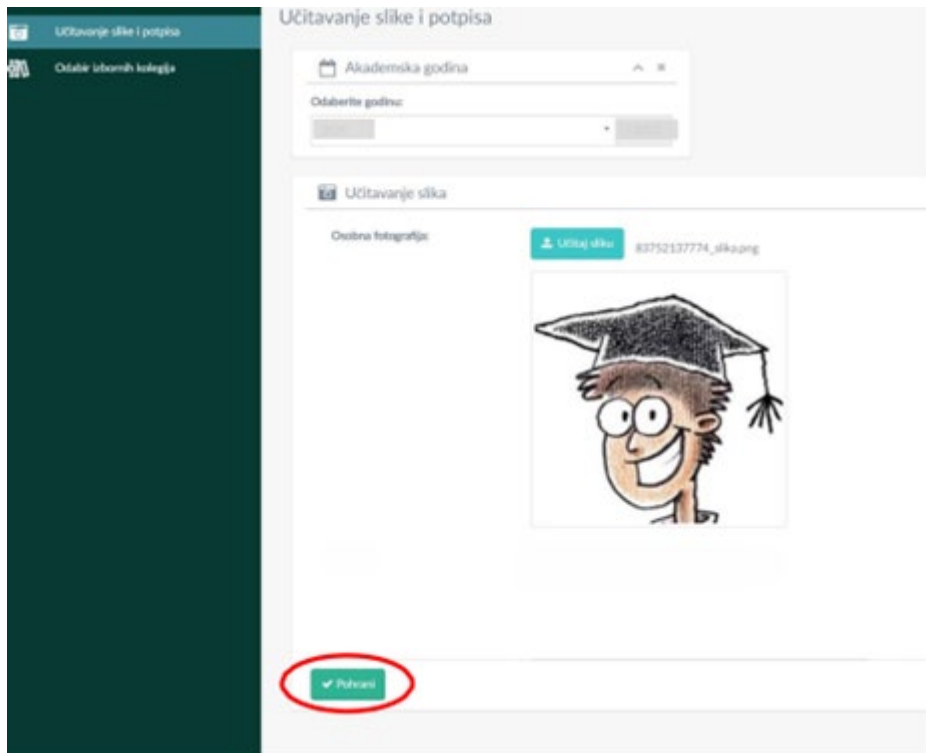 Učitavanje slike i potpisa
Odabir izbornih kolegija
Učitavanje slike i potpisa
Akademska godina
Odaberite godinu:
Učitavanje slika
Osobna fotografija:
Učitaj sliku
83752137774_slika.png
Pohrani